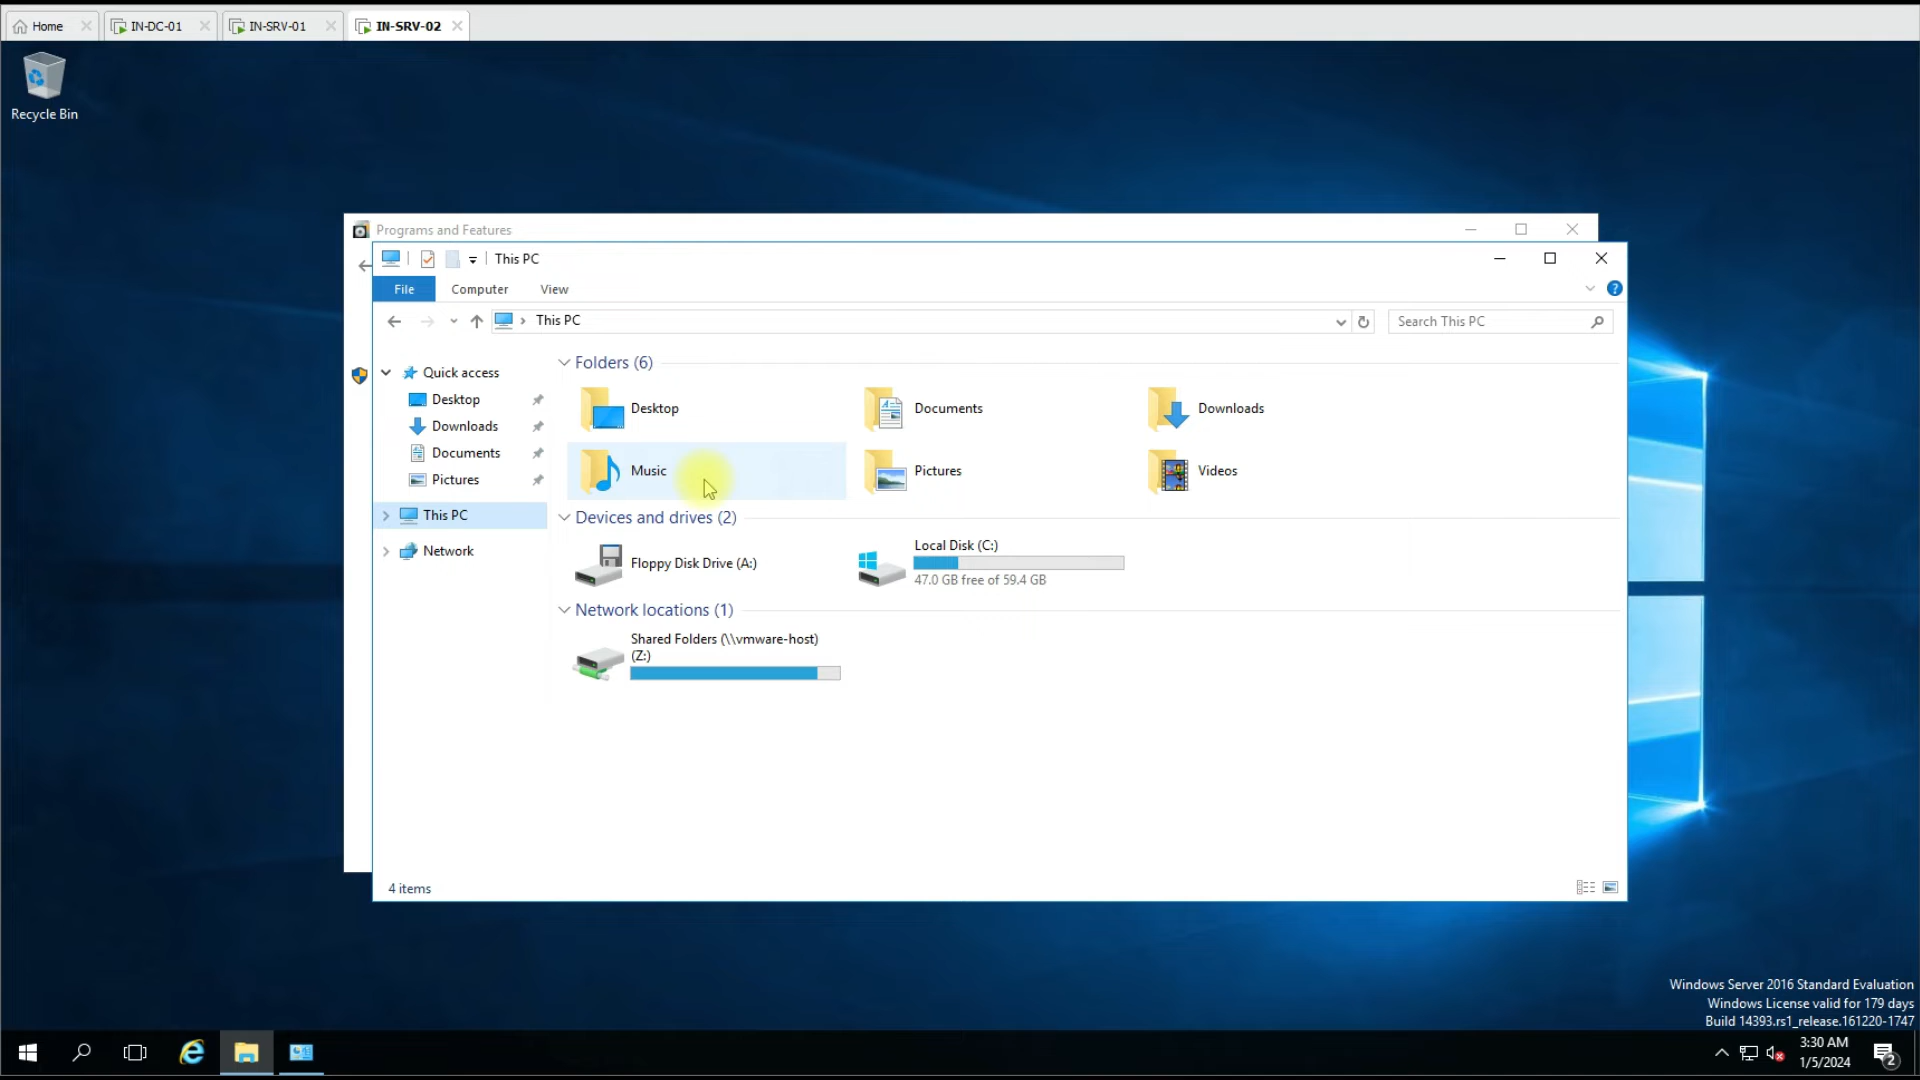 Home
IN-DC-01
IN-SRV-01
IN-SRV-02
Recycle Bin
Programs and Features
This PC
File
Computer
View
This PC
Search This PC
Quick access
Desktop
Downloads
Documents
Pictures
This PC
Network
Folders (6)
Desktop
Documents
Downloads
Music
Pictures
Videos
Devices and drives (2)
Floppy Disk Drive (A:)
Local Disk (C:)
47.0 GB free of 59.4 GB
Network locations (1)
Shared Folders (\\vmware-host)
(Z:)
4 items
Windows Server 2016 Standard Evaluation
Windows License valid for 179 days
Build 14393.rs1_release.161220-1747
3:30 AM
1/5/2024
2